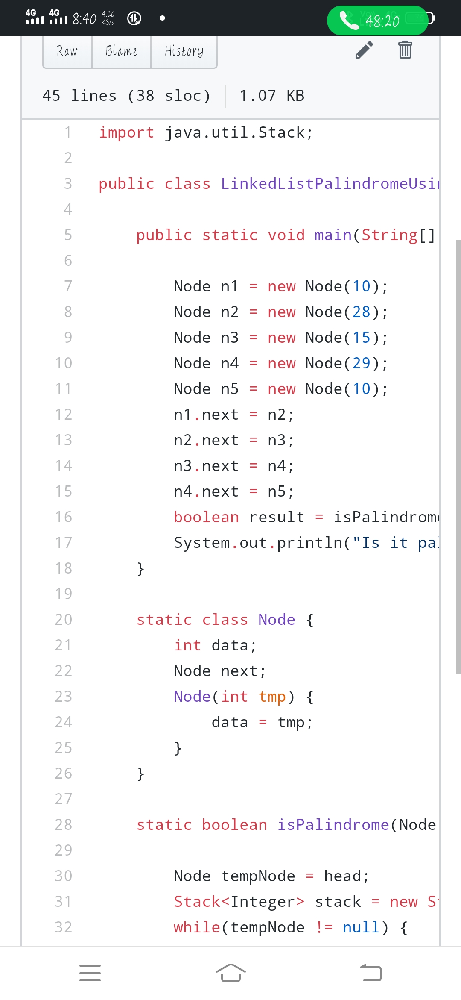 4G 4G 8:40 4.10 KB/s 48:20
Raw Blame History
45 lines (38 sloc) 1.07 KB
1 import java.util.Stack;
2
3 public class LinkedListPalindromeUsi
4
5 public static void main(String[]
6
7 Node n1 = new Node(10);
8 Node n2 = new Node(28);
9 Node n3 = new Node(15);
10 Node n4 = new Node(29);
11 Node n5 = new Node(10);
12 n1.next = n2;
13 n2.next = n3;
14 n3.next = n4;
15 n4.next = n5;
16 boolean result = isPalindrome
17 System.out.println("Is it pa
18 }
19
20 static class Node {
21 int data;
22 Node next;
23 Node(int tmp) {
24 data = tmp;
25 }
26 }
27
28 static boolean isPalindrome(Node
29
30 Node tempNode = head;
31 Stack<Integer> stack = new S
32 while(tempNode != null) {